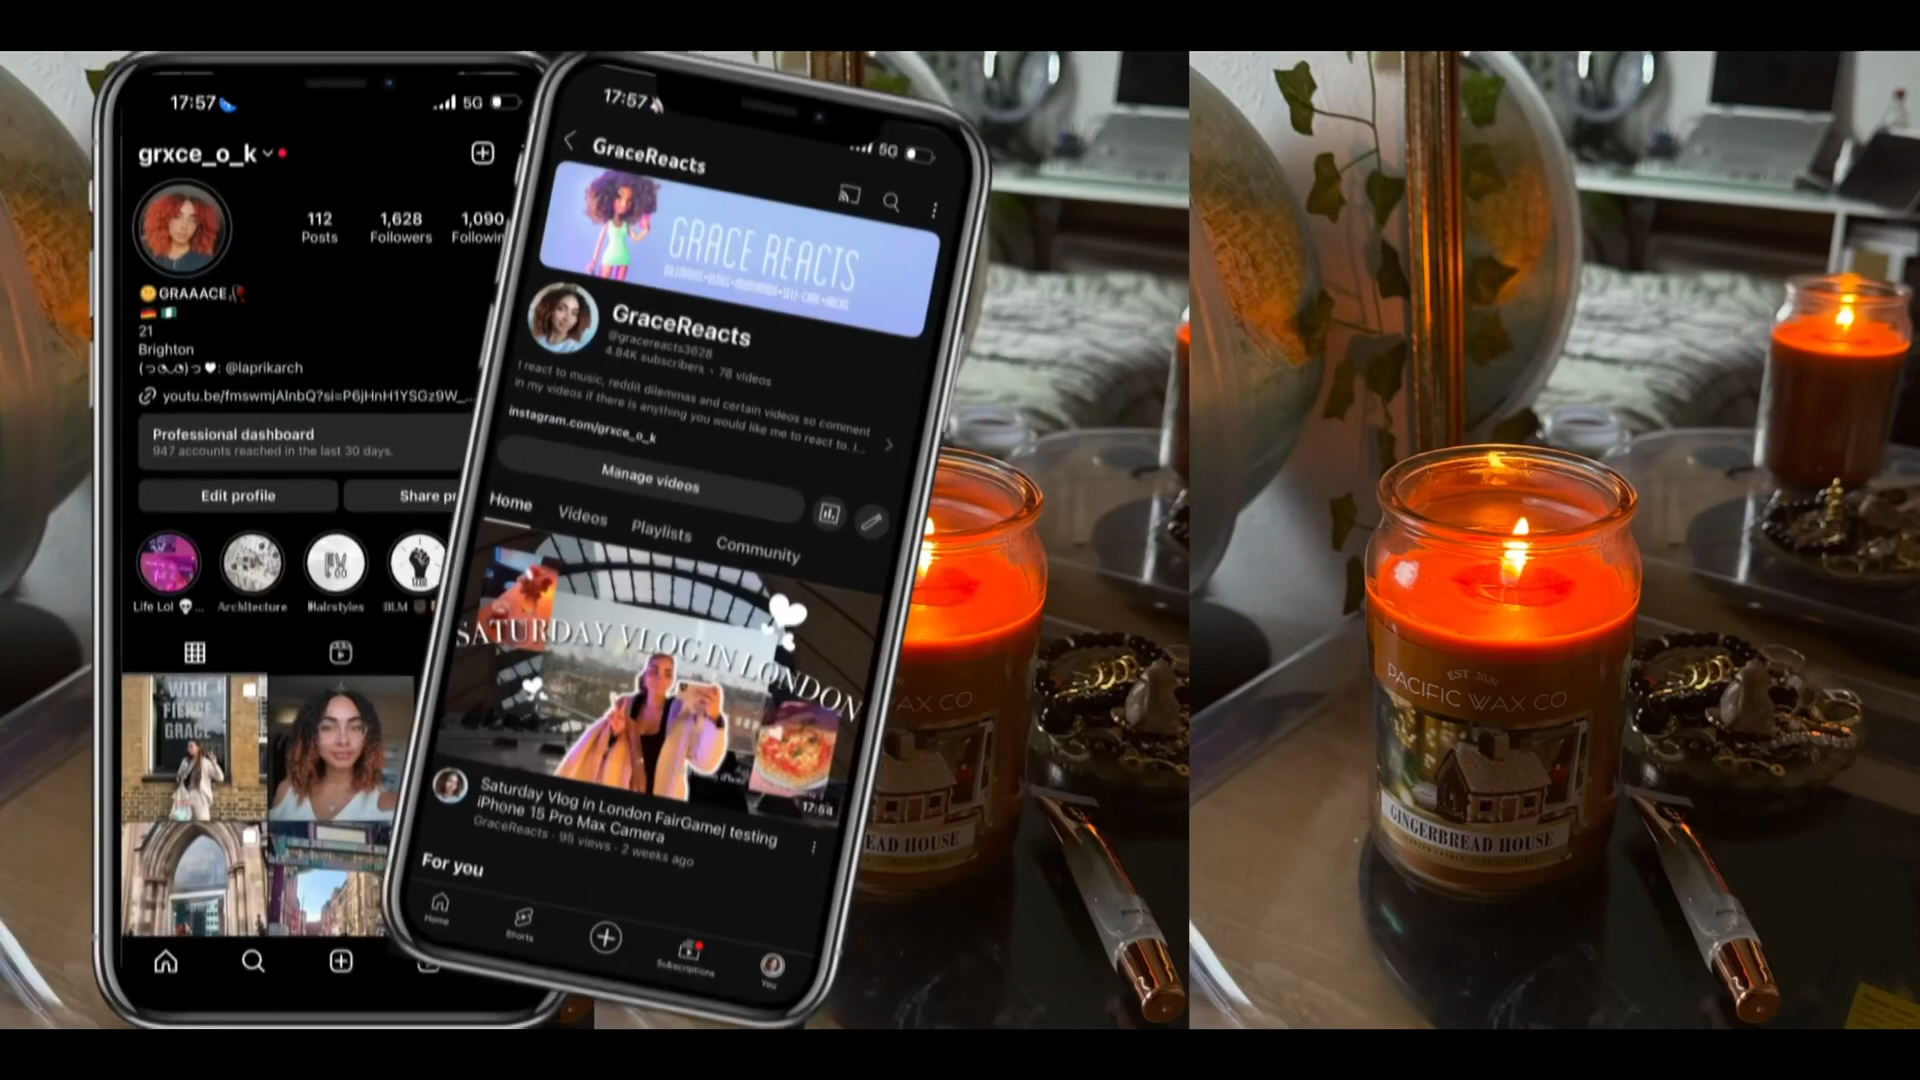 17:57
5G
grxce_o_k
112
1,628
1,090
Posts
Followers
Followin
GRAAACE
21
Brighton
: @laprikarch
youtu.be/fmswmjAlnbQ?si=P6jHnH1YSGz9W_...
Professional dashboard
947 accounts reached in the last 30 days.
Edit profile
Share pr
Life Lol
Architecture
Hairstyles
BLM
WITH
FIERCE
GRACE
17:57
5G
GraceReacts
GRACE REACTS
GraceReacts
@gracereacts3628
4.84K subscribers · 78 videos
I react to music, reddit dilemmas and certain videos so comment
in my videos if there is anything you would like me to react to. I...
instagram.com/grxce_o_k
Manage videos
Home
Videos
Playlists
Community
SATURDAY VLOG IN LONDON
17:54
Saturday Vlog in London FairGame| testing
iPhone 15 Pro Max Camera
GraceReacts · 95 views · 2 weeks ago
For you
Home
Shorts
Subscriptions
You
AX CO.
EAD HOUSE
EST
PACIFIC WAX CO
GINGERBREAD HOUSE